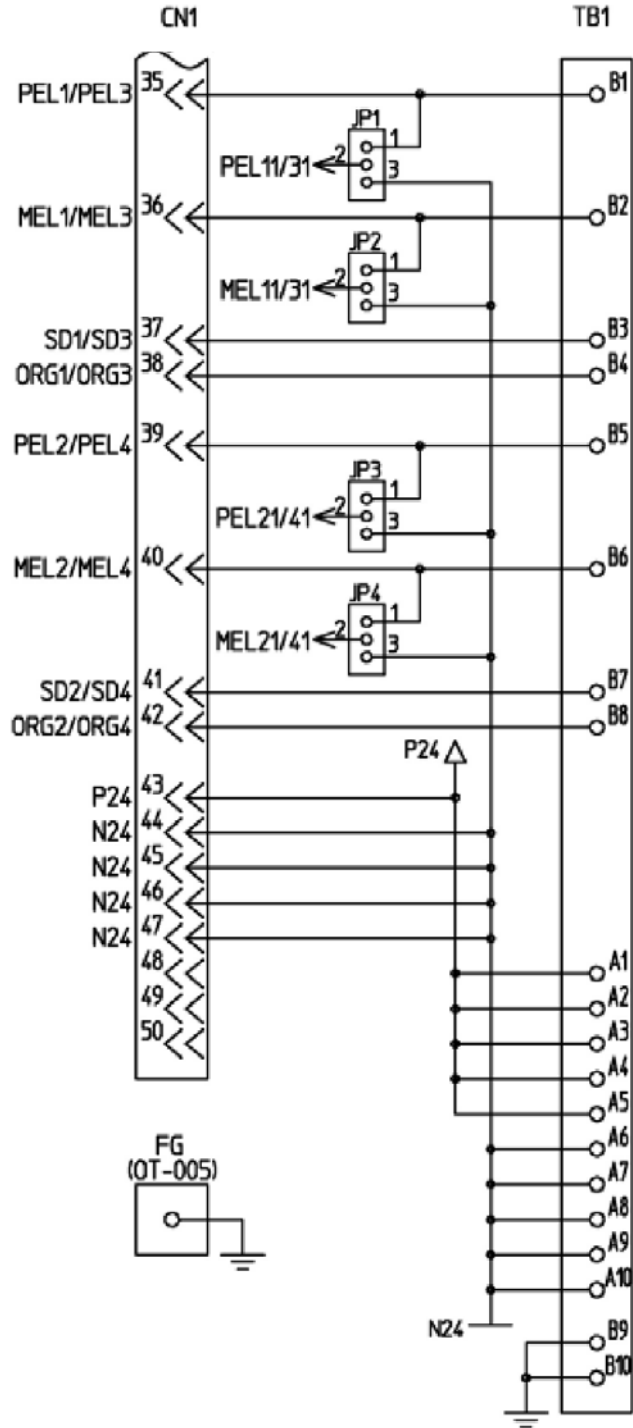 CN1 TB1
PEL1/PEL3 35 B1
JP1
1
PEL11/31 2
3
MEL1/MEL3 36 B2
JP2
1
MEL11/31 2
3
SD1/SD3 37 B3
ORG1/ORG3 38 B4
PEL2/PEL4 39 B5
JP3
1
PEL21/41 2
3
MEL2/MEL4 40 B6
JP4
1
MEL21/41 2
3
SD2/SD4 41 B7
ORG2/ORG4 42 B8
P24
P24 43
N24 44
N24 45
N24 46
N24 47
48 A1
49 A2
50 A3
A4
A5
FG A6
(OT-005) A7
A8
A9
A10
N24 B9
B10